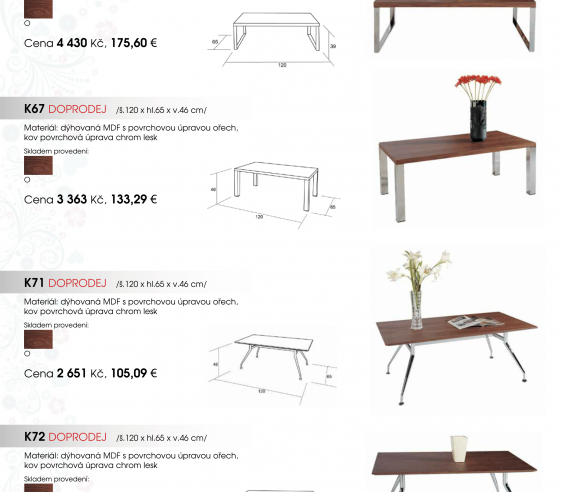 Cena 4 430 Kč, 175,60 €
65
39
120
K67 DOPRODEJ /š.120 x hl.65 x v.46 cm/
Materiál: dýhovaná MDF s povrchovou úpravou ořech,
kov povrchová úprava chrom lesk
Skladem provedení:
O
Cena 3 363 Kč, 133,29 €
46
65
120
K71 DOPRODEJ /š.120 x hl.65 x v.46 cm/
Materiál: dýhovaná MDF s povrchovou úpravou ořech,
kov povrchová úprava chrom lesk
Skladem provedení:
O
Cena 2 651 Kč, 105,09 €
46
65
120
K72 DOPRODEJ /š.120 x hl.65 x v.46 cm/
Materiál: dýhovaná MDF s povrchovou úpravou ořech,
kov povrchová úprava chrom lesk
Skladem provedení: